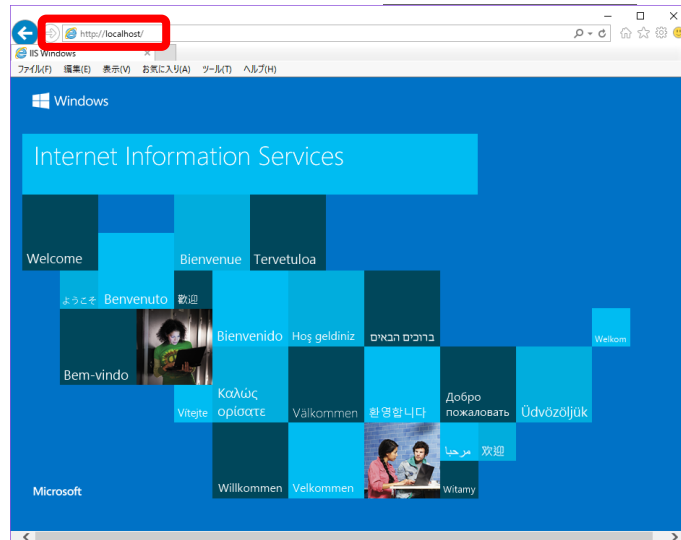 http://localhost/
IIS Windows
ファイル(F) 編集(E) 表示(V) お気に入り(A) ツール(T) ヘルプ(H)
Windows
Internet Information Services
Welcome
Bienvenue
Tervetuloa
ようこそ
Benvenuto
歡迎
Bienvenido
Hoş geldiniz
ברוכים הבאים
Welkom
Bem-vindo
Vítejte
Καλώς
ορίσατε
Välkommen
환영합니다
Добро
пожаловать
Üdvözöljük
مرحبا
欢迎
Microsoft
Willkommen
Velkommen
Witamy